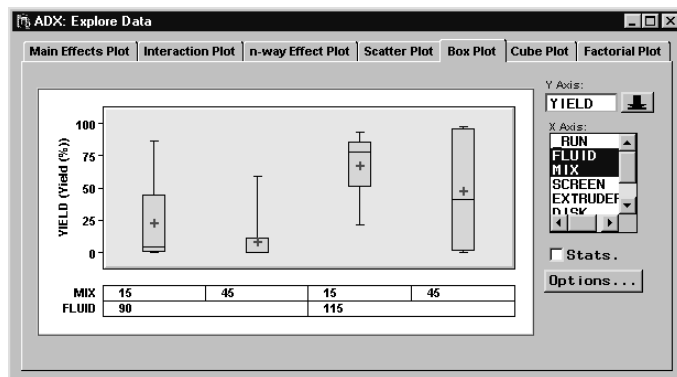 ADX: Explore Data
Main Effects Plot Interaction Plot n-way Effect Plot Scatter Plot Box Plot Cube Plot Factorial Plot
Y Axis:
YIELD
X Axis:
_RUN
FLUID
MIX
SCREEN
EXTRUDER
DISK
Stats.
Options...
YIELD (Yield (%))
100
75
50
25
0
MIX 15 45 15 45
FLUID 90 115